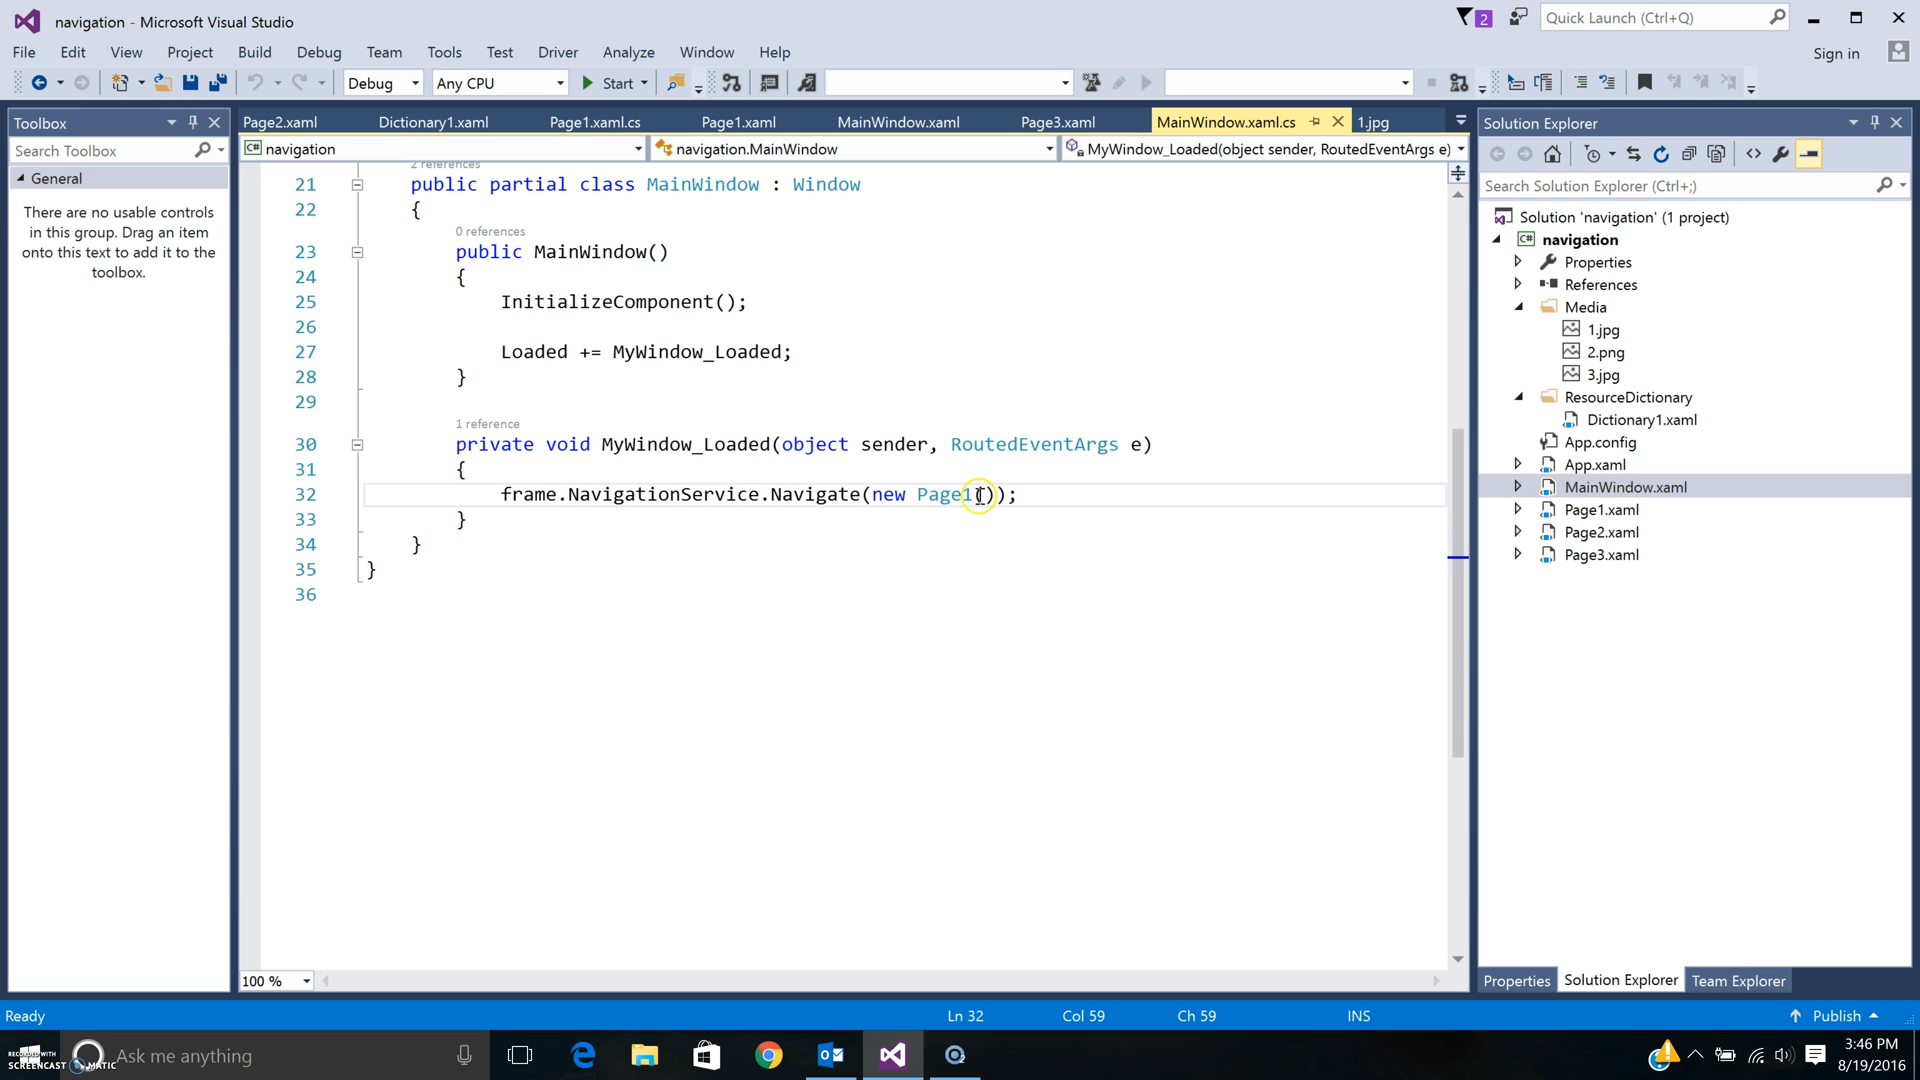 navigation - Microsoft Visual Studio
2
Quick Launch (Ctrl+Q)
File Edit View Project Build Debug Team Tools Test Driver Analyze Window Help
Sign in
Debug Any CPU Start
Toolbox
Search Toolbox
General
There are no usable controls
in this group. Drag an item
onto this text to add it to the
toolbox.
Page2.xaml Dictionary1.xaml Page1.xaml.cs Page1.xaml MainWindow.xaml Page3.xaml MainWindow.xaml.cs 1.jpg
C# navigation navigation.MainWindow MyWindow_Loaded(object sender, RoutedEventArgs e)
2 references
21 public partial class MainWindow : Window
22 {
0 references
23 public MainWindow()
24 {
25 InitializeComponent();
26
27 Loaded += MyWindow_Loaded;
28 }
29
1 reference
30 private void MyWindow_Loaded(object sender, RoutedEventArgs e)
31 {
32 frame.NavigationService.Navigate(new Page1());
33 }
34 }
35 }
36
100 %
Solution Explorer
Search Solution Explorer (Ctrl+;)
Solution 'navigation' (1 project)
C# navigation
Properties
References
Media
1.jpg
2.png
3.jpg
ResourceDictionary
Dictionary1.xaml
App.config
App.xaml
MainWindow.xaml
Page1.xaml
Page2.xaml
Page3.xaml
Properties Solution Explorer Team Explorer
Ready Ln 32 Col 59 Ch 59 INS Publish
RECORDED WITH
SCREENCAST MATIC
Ask me anything
3:46 PM
8/19/2016